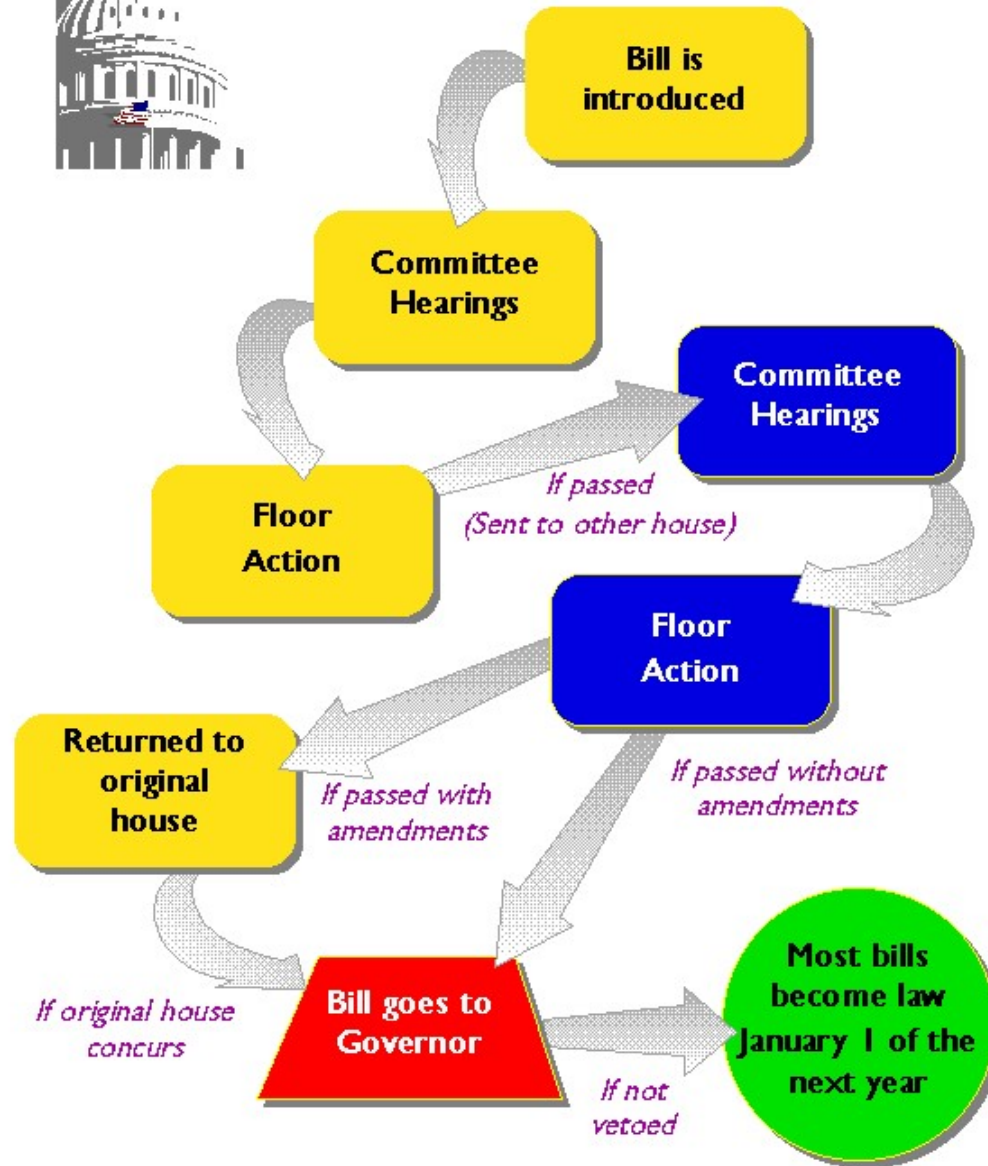 Bill is
introduced
Committee
Hearings
Floor
Action
If passed
(Sent to other house)
Committee
Hearings
Floor
Action
If passed with
amendments
Returned to
original
house
If passed without
amendments
If original house
concurs
Bill goes to
Governor
If not
vetoed
Most bills
become law
January 1 of the
next year